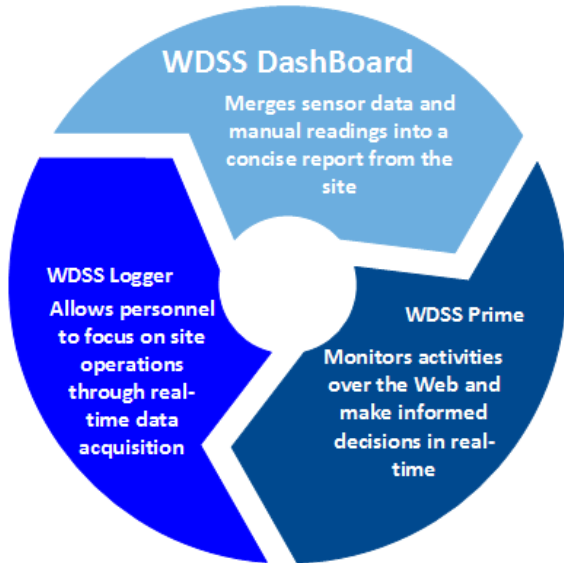 WDSS DashBoard
Merges sensor data and
manual readings into a
concise report from the
site
WDSS Logger
Allows personnel
to focus on site
operations
through real-
time data
acquisition
WDSS Prime
Monitors activities
over the Web and
make informed
decisions in real-
time